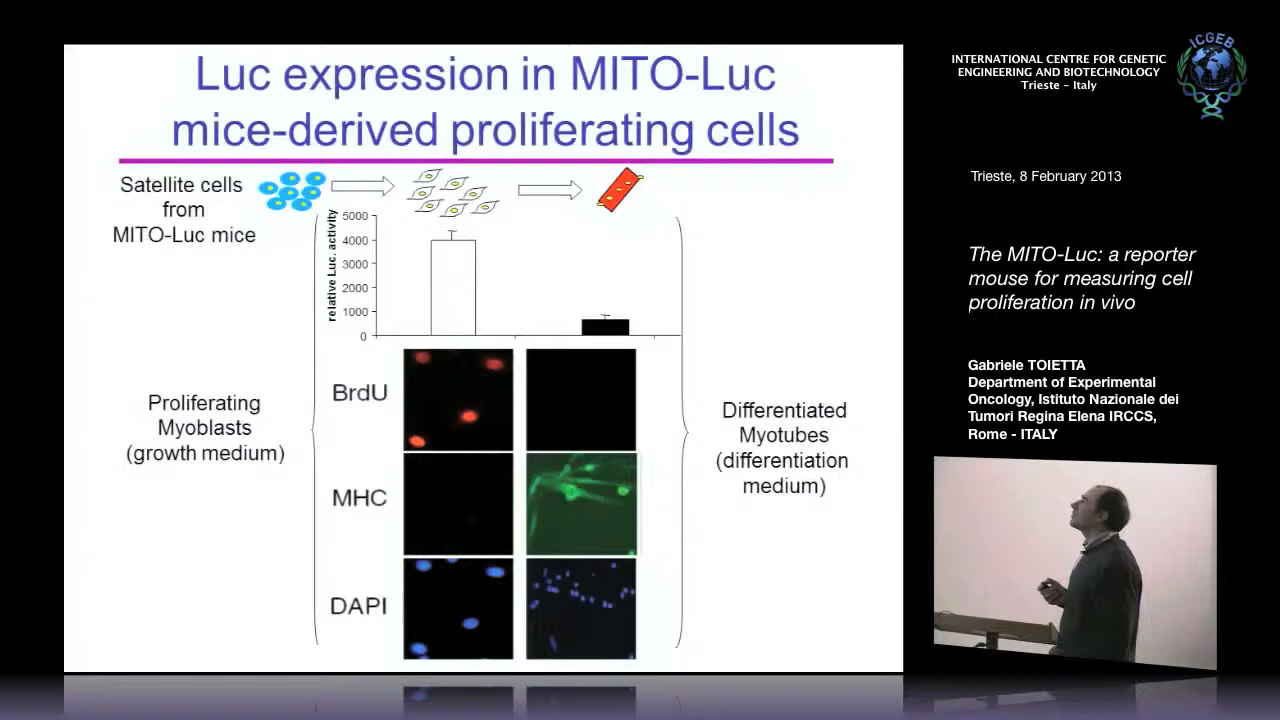 Luc expression in MITO-Luc
mice-derived proliferating cells
Satellite cells
from
MITO-Luc mice
relative Luc. activity
5000
4000
3000
2000
1000
0
BrdU
MHC
DAPI
Proliferating
Myoblasts
(growth medium)
Differentiated
Myotubes
(differentiation
medium)
INTERNATIONAL CENTRE FOR GENETIC
ENGINEERING AND BIOTECHNOLOGY
Trieste - Italy
ICGEB
Trieste, 8 February 2013
The MITO-Luc: a reporter
mouse for measuring cell
proliferation in vivo
Gabriele TOIETTA
Department of Experimental
Oncology, Istituto Nazionale dei
Tumori Regina Elena IRCCS,
Rome - ITALY